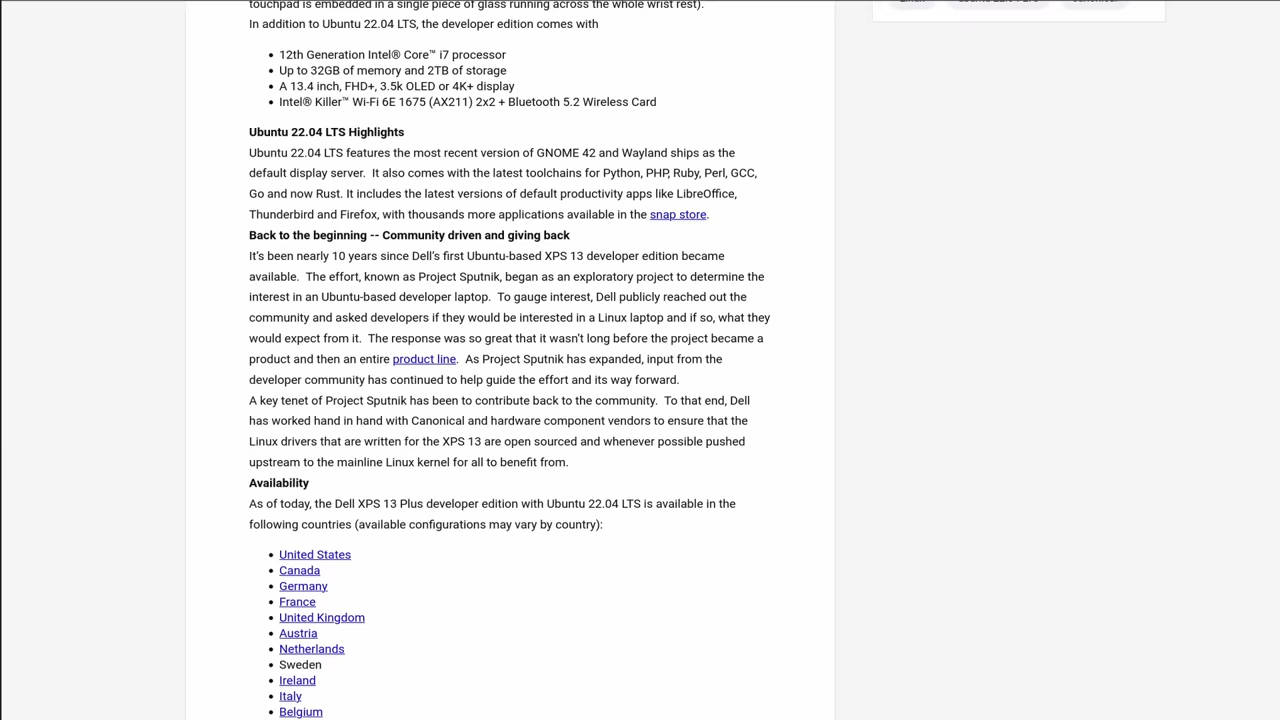 touchpad is embedded in a single piece of glass running across the whole wrist rest).
In addition to Ubuntu 22.04 LTS, the developer edition comes with
• 12th Generation Intel® Core™ i7 processor
• Up to 32GB of memory and 2TB of storage
• A 13.4 inch, FHD+, 3.5k OLED or 4K+ display
• Intel® Killer™ Wi-Fi 6E 1675 (AX211) 2x2 + Bluetooth 5.2 Wireless Card
Ubuntu 22.04 LTS Highlights
Ubuntu 22.04 LTS features the most recent version of GNOME 42 and Wayland ships as the
default display server.  It also comes with the latest toolchains for Python, PHP, Ruby, Perl, GCC,
Go and now Rust. It includes the latest versions of default productivity apps like LibreOffice,
Thunderbird and Firefox, with thousands more applications available in the snap store.
Back to the beginning -- Community driven and giving back
It’s been nearly 10 years since Dell’s first Ubuntu-based XPS 13 developer edition became
available.  The effort, known as Project Sputnik, began as an exploratory project to determine the
interest in an Ubuntu-based developer laptop.  To gauge interest, Dell publicly reached out the
community and asked developers if they would be interested in a Linux laptop and if so, what they
would expect from it.  The response was so great that it wasn’t long before the project became a
product and then an entire product line.  As Project Sputnik has expanded, input from the
developer community has continued to help guide the effort and its way forward.
A key tenet of Project Sputnik has been to contribute back to the community.  To that end, Dell
has worked hand in hand with Canonical and hardware component vendors to ensure that the
Linux drivers that are written for the XPS 13 are open sourced and whenever possible pushed
upstream to the mainline Linux kernel for all to benefit from.
Availability
As of today, the Dell XPS 13 Plus developer edition with Ubuntu 22.04 LTS is available in the
following countries (available configurations may vary by country):
• United States
• Canada
• Germany
• France
• United Kingdom
• Austria
• Netherlands
• Sweden
• Ireland
• Italy
• Belgium